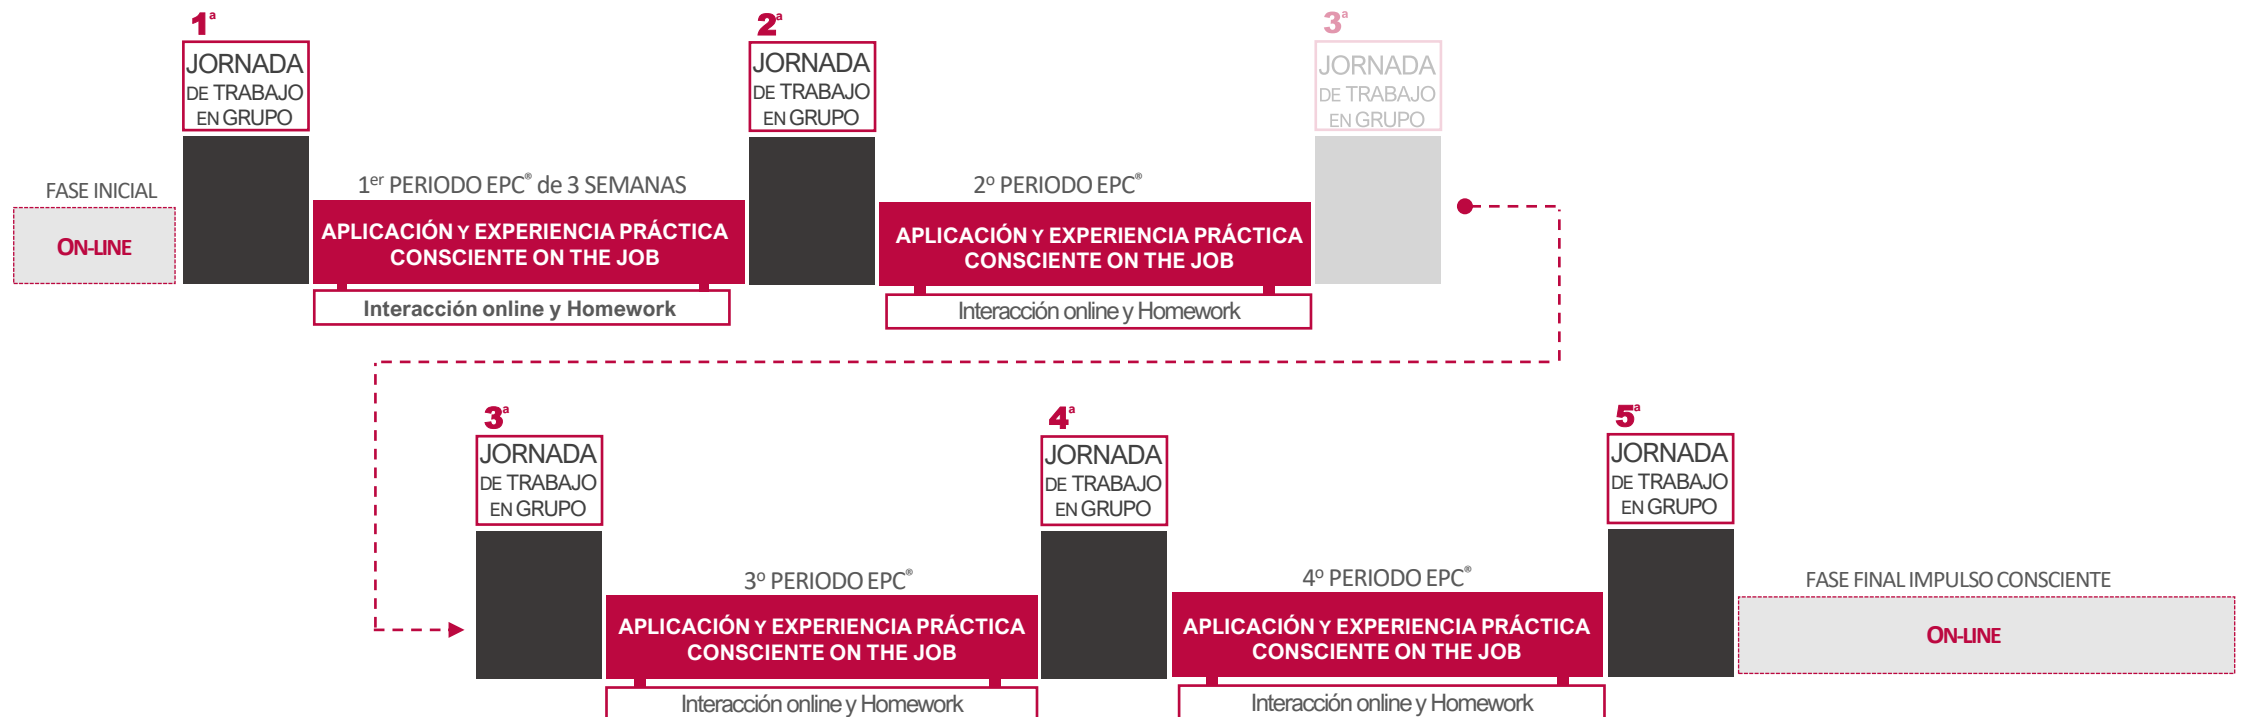 1ª
JORNADA
DE TRABAJO
EN GRUPO
2ª
JORNADA
DE TRABAJO
EN GRUPO
3ª
JORNADA
DE TRABAJO
EN GRUPO
FASE INICIAL
ON-LINE
1er PERIODO EPC® de 3 SEMANAS
APLICACIÓN Y EXPERIENCIA PRÁCTICA
CONSCIENTE ON THE JOB
Interacción online y Homework
2º PERIODO EPC®
APLICACIÓN Y EXPERIENCIA PRÁCTICA
CONSCIENTE ON THE JOB
Interacción online y Homework
3ª
JORNADA
DE TRABAJO
EN GRUPO
3º PERIODO EPC®
APLICACIÓN Y EXPERIENCIA PRÁCTICA
CONSCIENTE ON THE JOB
Interacción online y Homework
4ª
JORNADA
DE TRABAJO
EN GRUPO
4º PERIODO EPC®
APLICACIÓN Y EXPERIENCIA PRÁCTICA
CONSCIENTE ON THE JOB
Interacción online y Homework
5ª
JORNADA
DE TRABAJO
EN GRUPO
FASE FINAL IMPULSO CONSCIENTE
ON-LINE